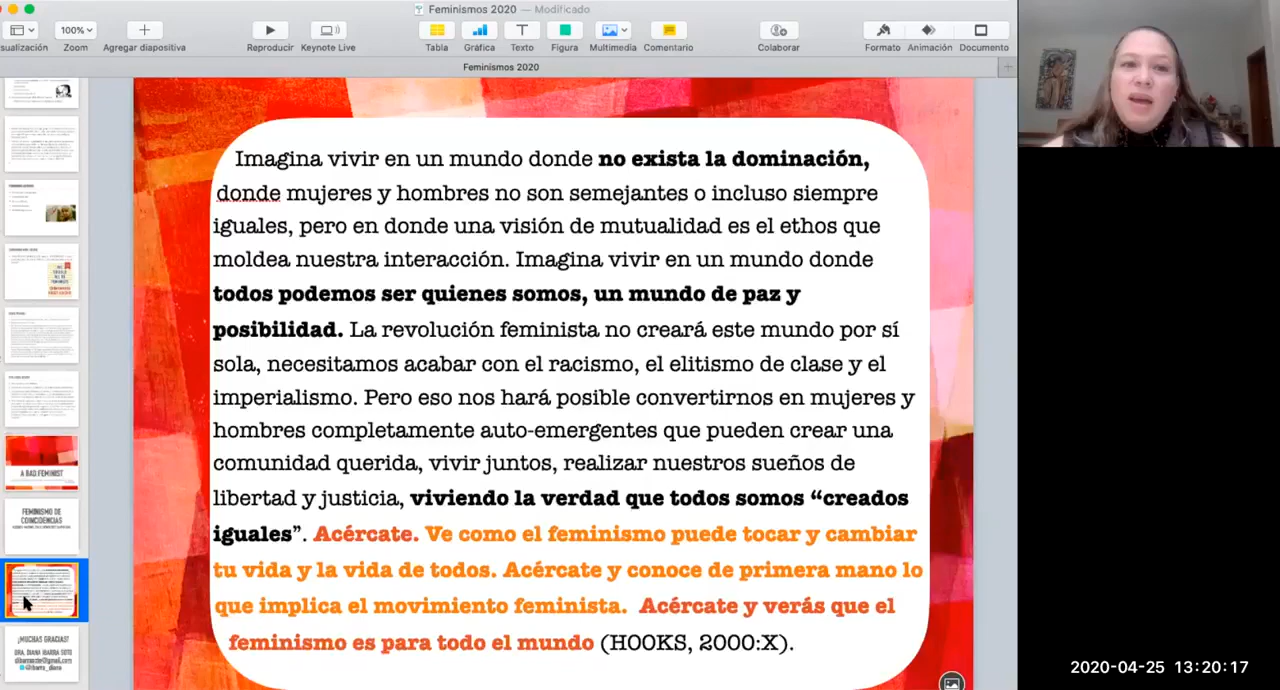 Feminismos 2020 — Modificado
sualización
100%
Zoom
Agregar diapositiva
Reproducir
Keynote Live
Tabla
Gráfica
Texto
Figura
Multimedia
Comentario
Colaborar
Formato
Animación
Documento
Feminismos 2020
Imagina vivir en un mundo donde no exista la dominación,
donde mujeres y hombres no son semejantes o incluso siempre
iguales, pero en donde una visión de mutualidad es el ethos que
moldea nuestra interacción. Imagina vivir en un mundo donde
todos podemos ser quienes somos, un mundo de paz y
posibilidad. La revolución feminista no creará este mundo por sí
sola, necesitamos acabar con el racismo, el elitismo de clase y el
imperialismo. Pero eso nos hará posible convertirnos en mujeres y
hombres completamente auto-emergentes que pueden crear una
comunidad querida, vivir juntos, realizar nuestros sueños de
libertad y justicia, viviendo la verdad que todos somos “creados
iguales”. Acércate. Ve como el feminismo puede tocar y cambiar
tu vida y la vida de todos. Acércate y conoce de primera mano lo
que implica el movimiento feminista. Acércate y verás que el
feminismo es para todo el mundo (HOOKS, 2000:X).
A BAD FEMINIST
FEMINISMO DE
COINCIDENCIAS
¡MUCHAS GRACIAS!
DRA. DIANA IBARRA SOTO
@ibarra_diana
2020-04-25 13:20:17